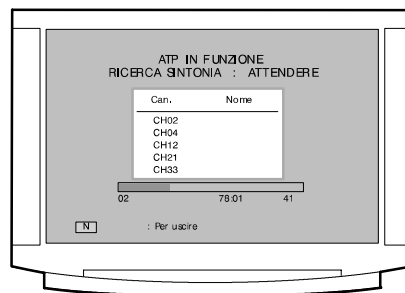 ATP IN FUNZIONE
RICERCA SINTONIA : ATTENDERE
Can. Nome
CH02
CH04
CH12
CH21
CH33
02 78:01 41
N : Per uscire